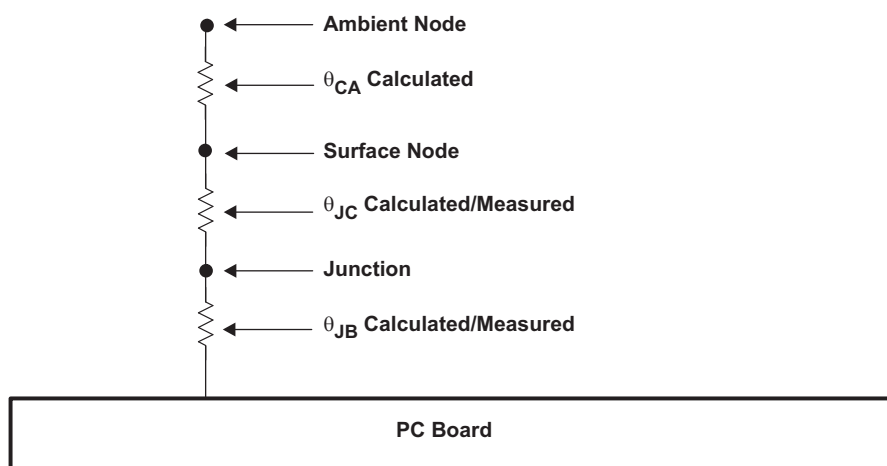 Ambient Node
θCA Calculated
Surface Node
θJC Calculated/Measured
Junction
θJB Calculated/Measured
PC Board